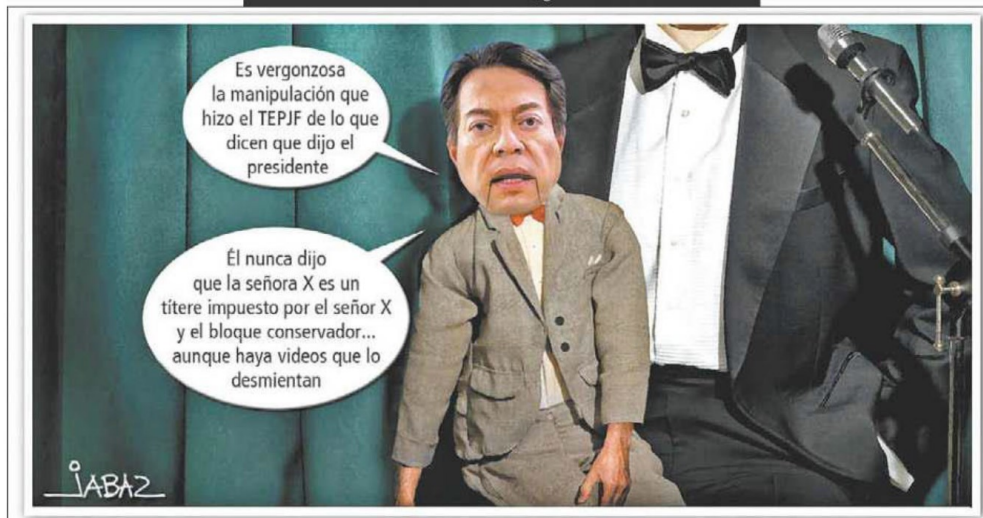 Es vergonzosa
la manipulación que
hizo el TEPJF de lo que
dicen que dijo el
presidente
Él nunca dijo
que la señora X es un
títere impuesto por el señor X
y el bloque conservador...
aunque haya videos que lo
desmientan
JABAZ